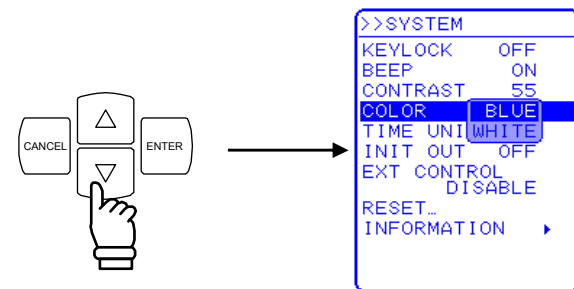 CANCEL
ENTER
>>SYSTEM
KEYLOCK OFF
BEEP ON
CONTRAST 55
COLOR BLUE
TIME UNI WHITE
INIT OUT OFF
EXT CONTROL
DISABLE
RESET…
INFORMATION